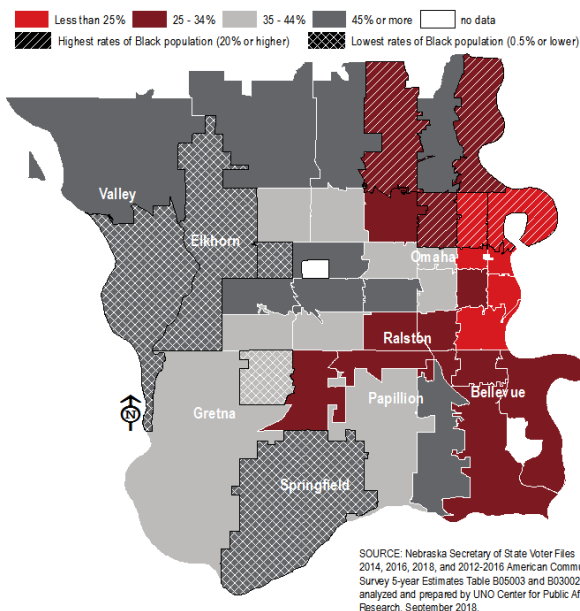 Less than 25% 25 - 34% 35 - 44% 45% or more no data
Highest rates of Black population (20% or higher) Lowest rates of Black population (0.5% or lower)
Valley
Elkhorn
Omaha
Ralston
Gretna
Papillion
Bellevue
Springfield
N
SOURCE: Nebraska Secretary of State Voter Files
2014, 2016, 2018, and 2012-2016 American Commu
Survey 5-year Estimates Table B05003 and B03002
analyzed and prepared by UNO Center for Public Af
Research, September 2018.